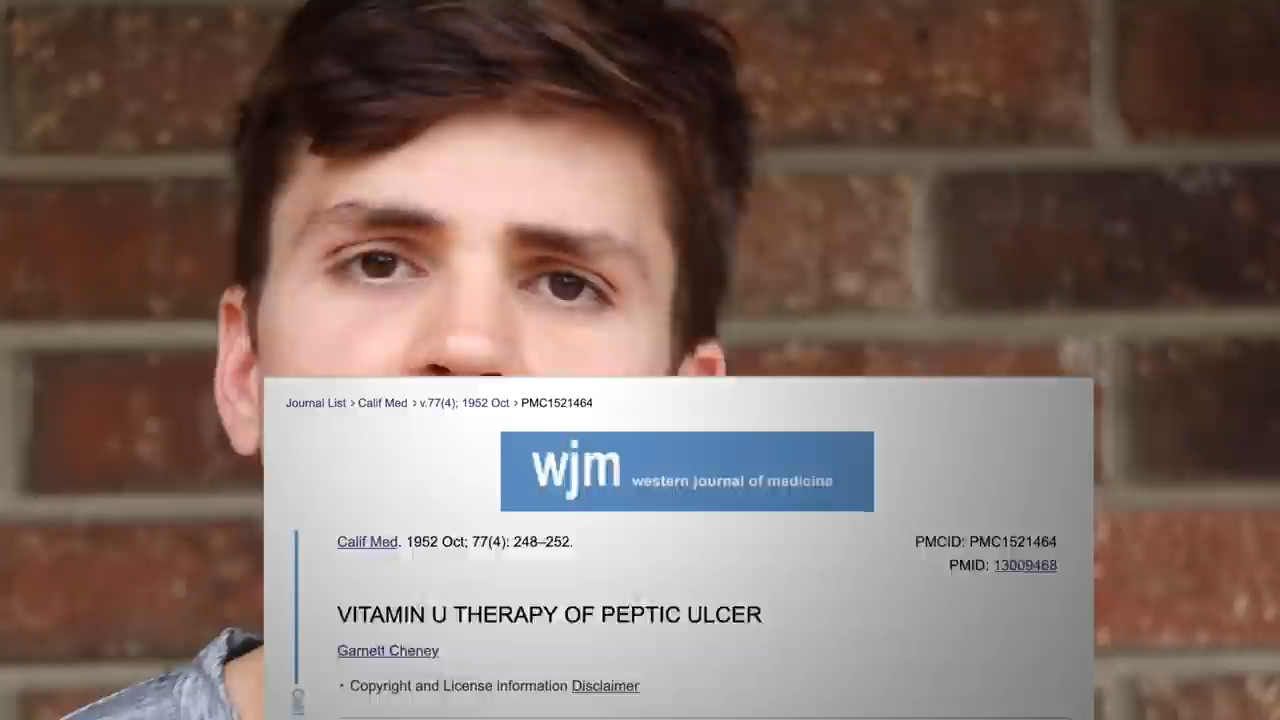 Journal List › Calif Med › v.77(4); 1952 Oct › PMC1521464
wjm western journal of medicine
Calif Med. 1952 Oct; 77(4): 248–252.
PMCID: PMC1521464
PMID: 13009468
VITAMIN U THERAPY OF PEPTIC ULCER
Garnett Cheney
· Copyright and License information Disclaimer